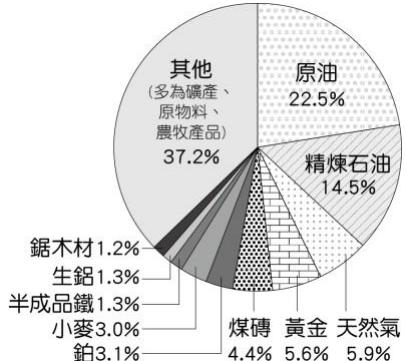 其他
(多為礦產、
原物料、
農牧產品)
37.2%
原油
22.5%
精煉石油
14.5%
鋸木材1.2%
生鋁1.3%
半成品鐵1.3%
小麥3.0%
鉑3.1%
煤磚
4.4%
黃金
5.6%
天然氣
5.9%